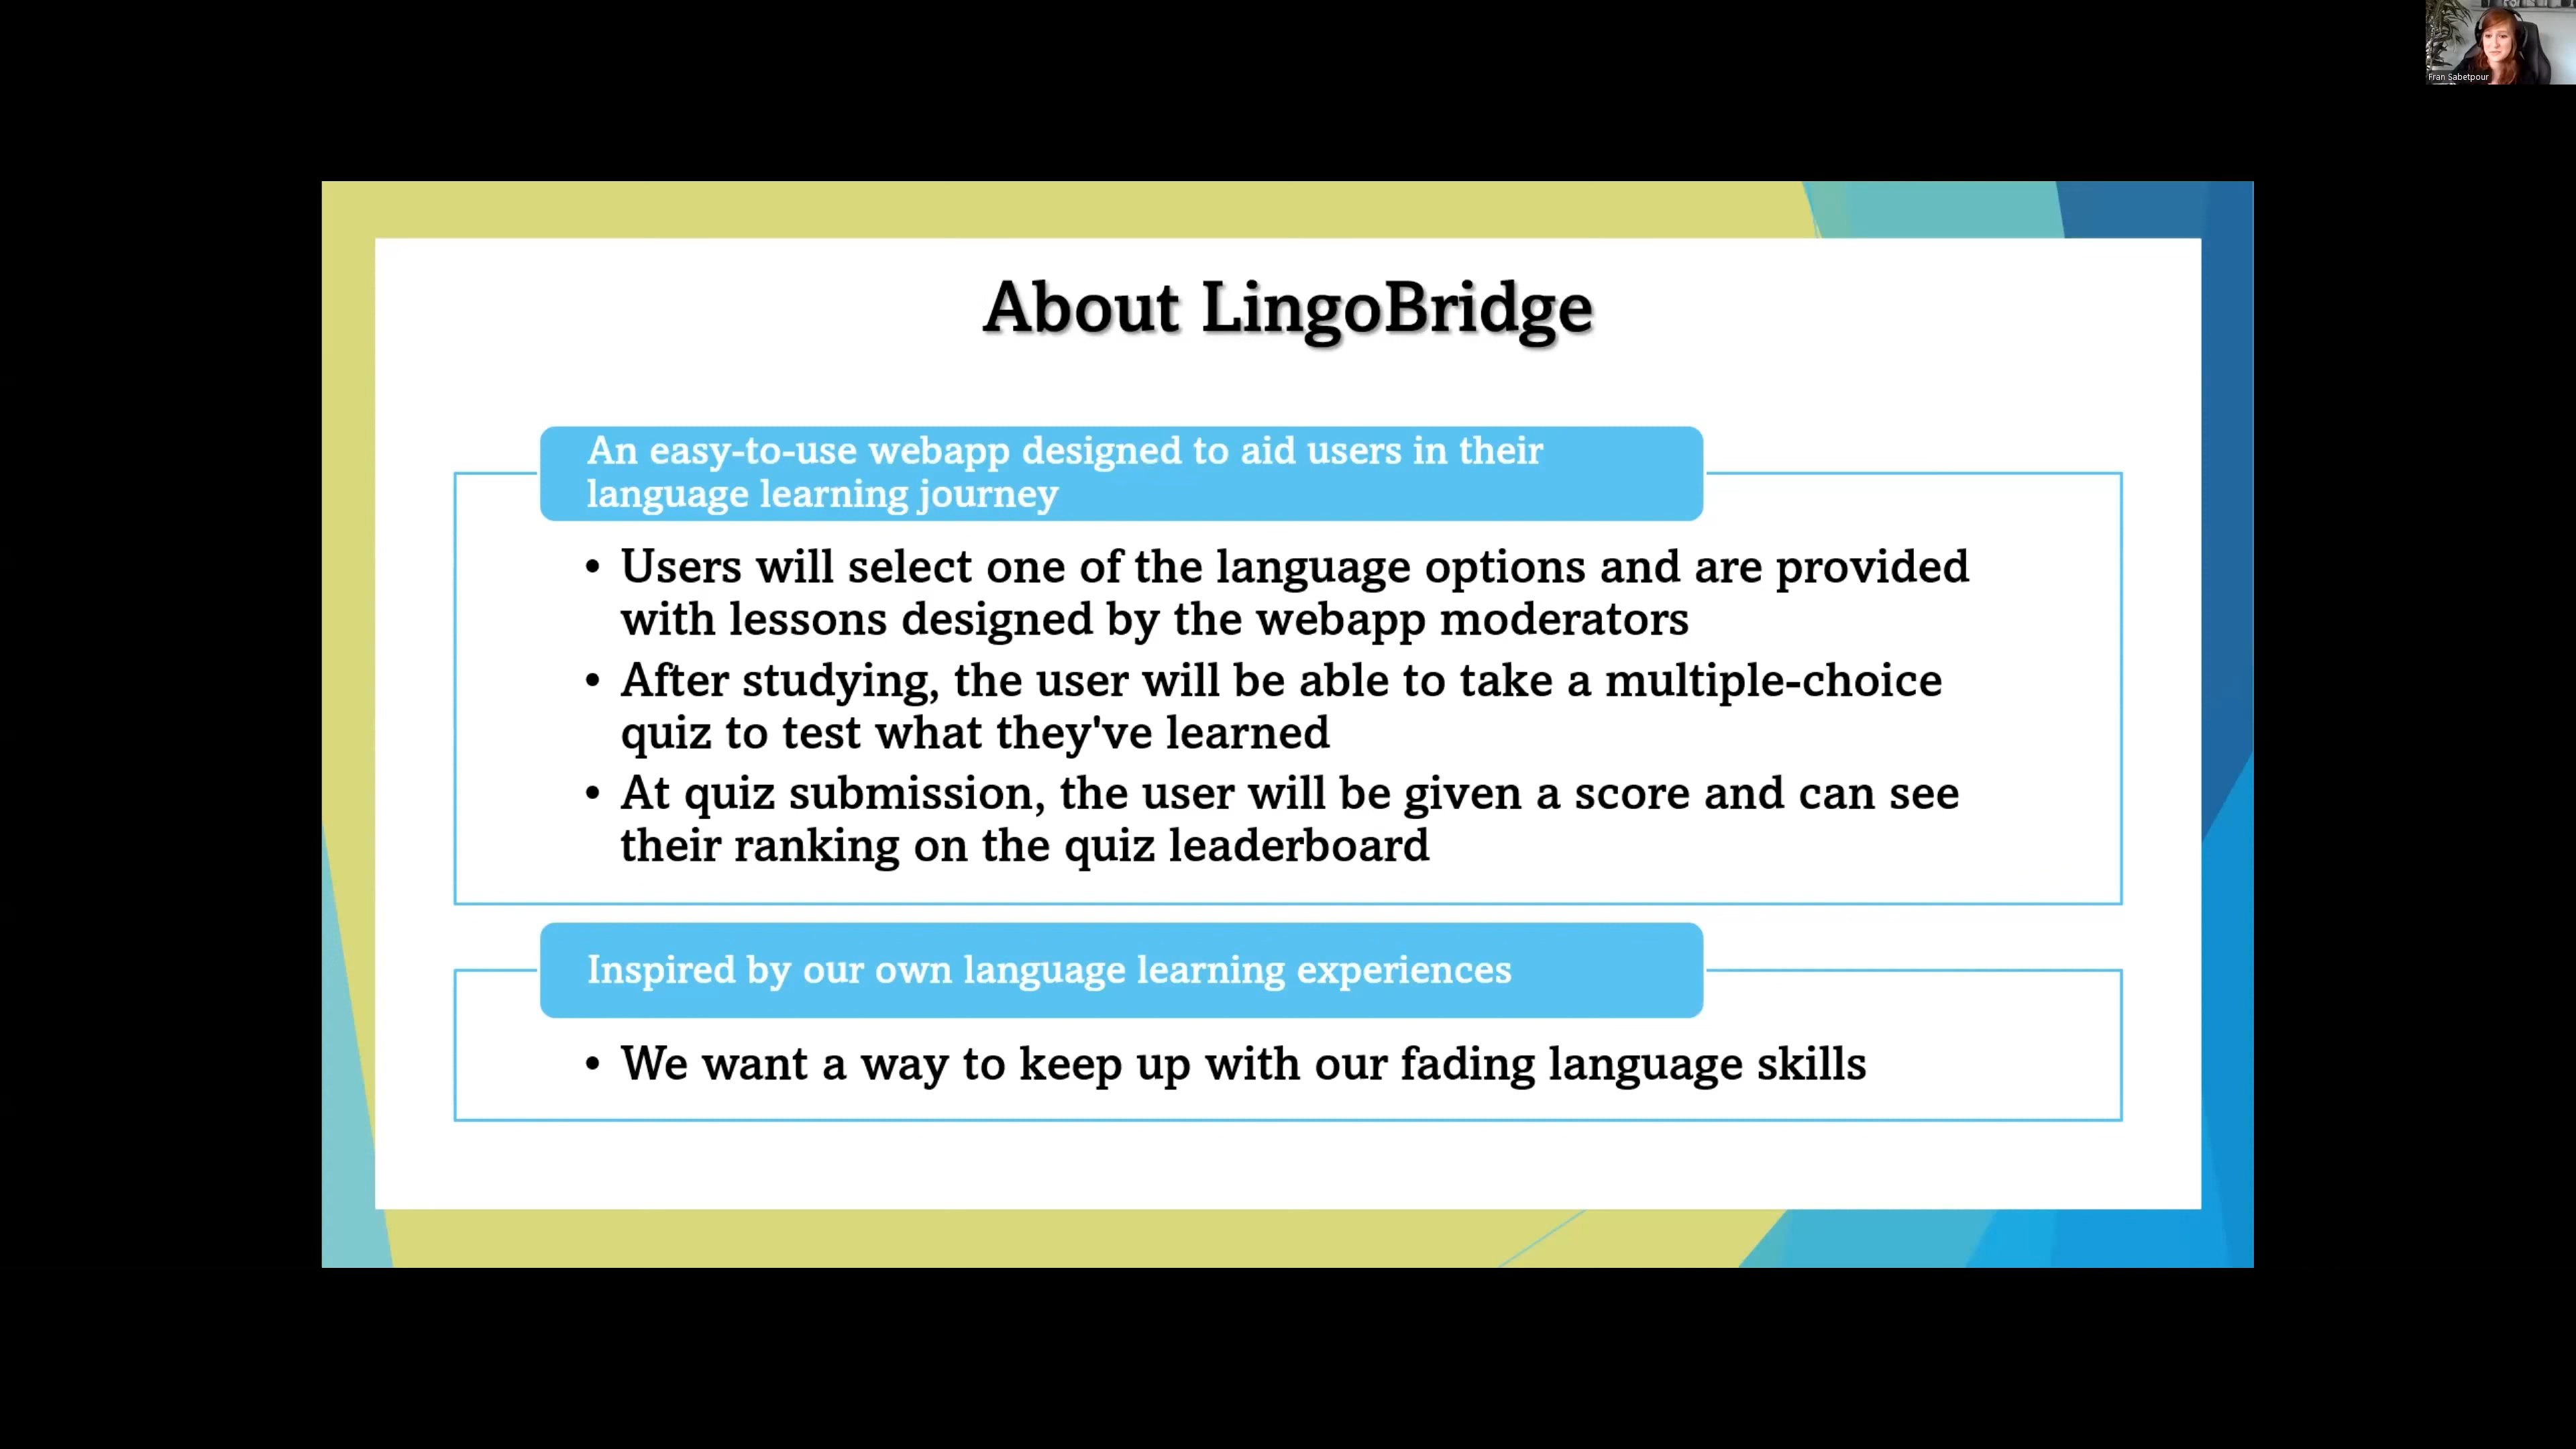 Fran Sabetpour
About LingoBridge
An easy-to-use webapp designed to aid users in their
language learning journey
• Users will select one of the language options and are provided
with lessons designed by the webapp moderators
• After studying, the user will be able to take a multiple-choice
quiz to test what they've learned
• At quiz submission, the user will be given a score and can see
their ranking on the quiz leaderboard
Inspired by our own language learning experiences
• We want a way to keep up with our fading language skills